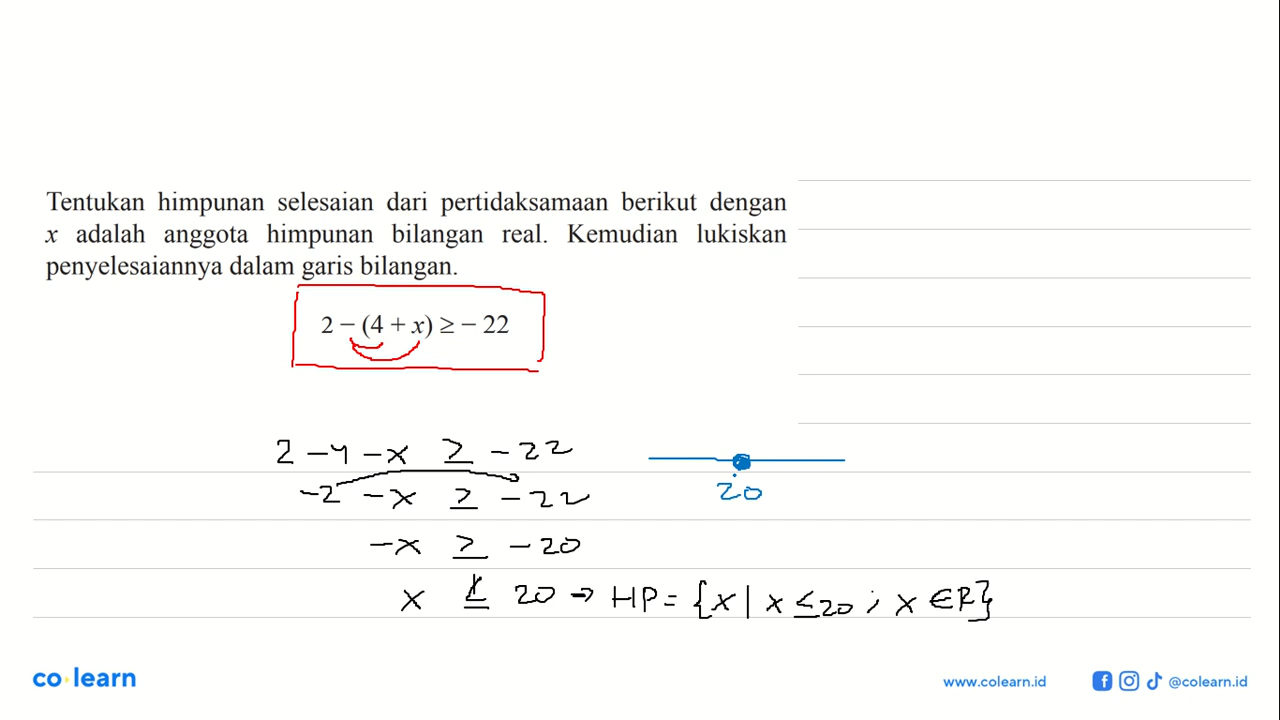 Tentukan himpunan selesaian dari pertidaksamaan berikut dengan
x adalah anggota himpunan bilangan real. Kemudian lukiskan
penyelesaiannya dalam garis bilangan.
2 − (4 + x) ≥ − 22
2 − 4 − x ≥ − 22
−2 − x ≥ − 22
−x ≥ − 20
x ≤ 20 → HP = {x | x ≤ 20 ; x ∈ R}
20
co·learn
www.colearn.id
@colearn.id